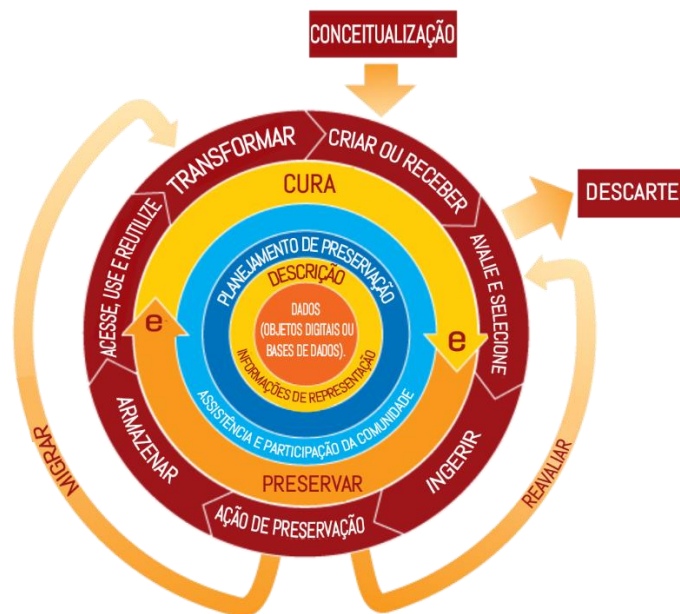 CONCEITUALIZAÇÃO
CRIAR OU RECEBER
DESCARTE
AVALIE E SELECIONE
INGERIR
AÇÃO DE PRESERVAÇÃO
ARMAZENAR
ACESSE, USE E REUTILIZE
TRANSFORMAR
MIGRAR
REAVALIAR
CURA
e
PRESERVAR
e
PLANEJAMENTO DE PRESERVAÇÃO
ASSISTÊNCIA E PARTICIPAÇÃO DA COMUNIDADE
DESCRIÇÃO
INFORMAÇÕES DE REPRESENTAÇÃO
DADOS
(OBJETOS DIGITAIS OU
BASES DE DADOS).